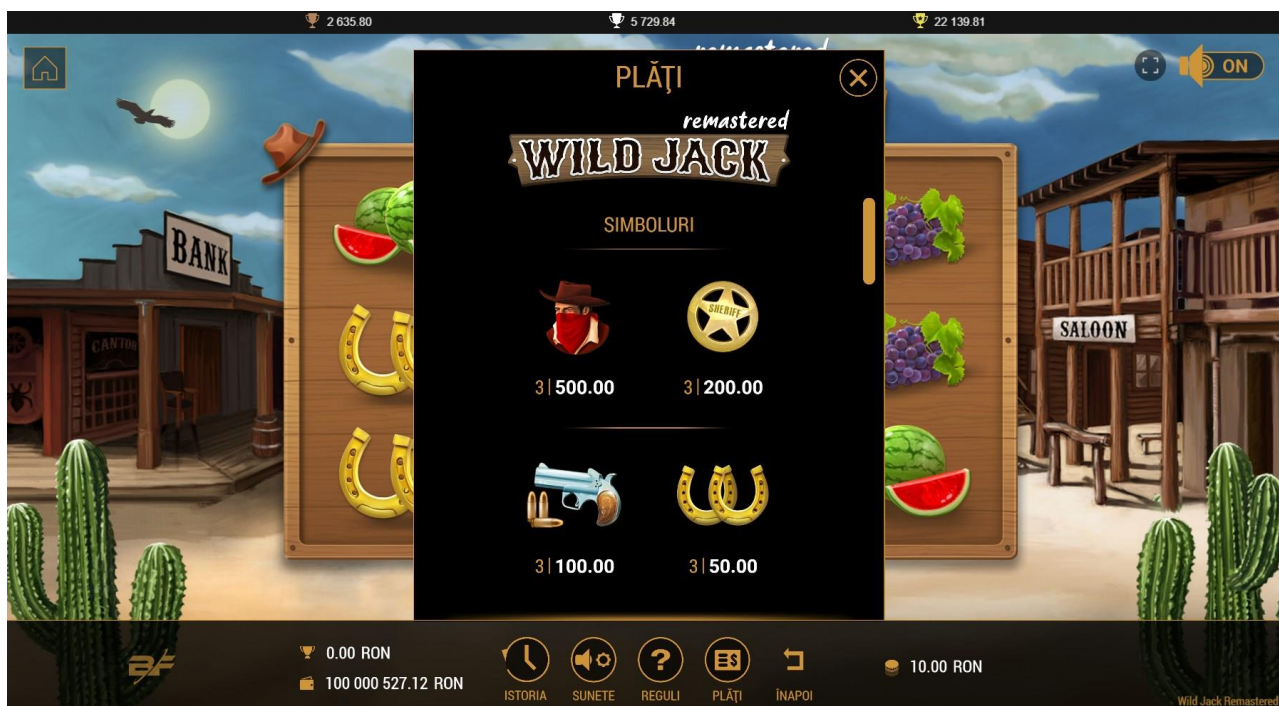 2 635.80
5 729.84
22 139.81
ON
PLĂŢI
remastered
WILD JACK
SIMBOLURI
BANK
CANTOR
SALOON
SHERIFF
3|500.00
3|200.00
3|100.00
3|50.00
0.00 RON
100 000 527.12 RON
ISTORIA
SUNETE
REGULI
PLĂŢI
ÎNAPOI
10.00 RON
BF
Wild Jack Remastered